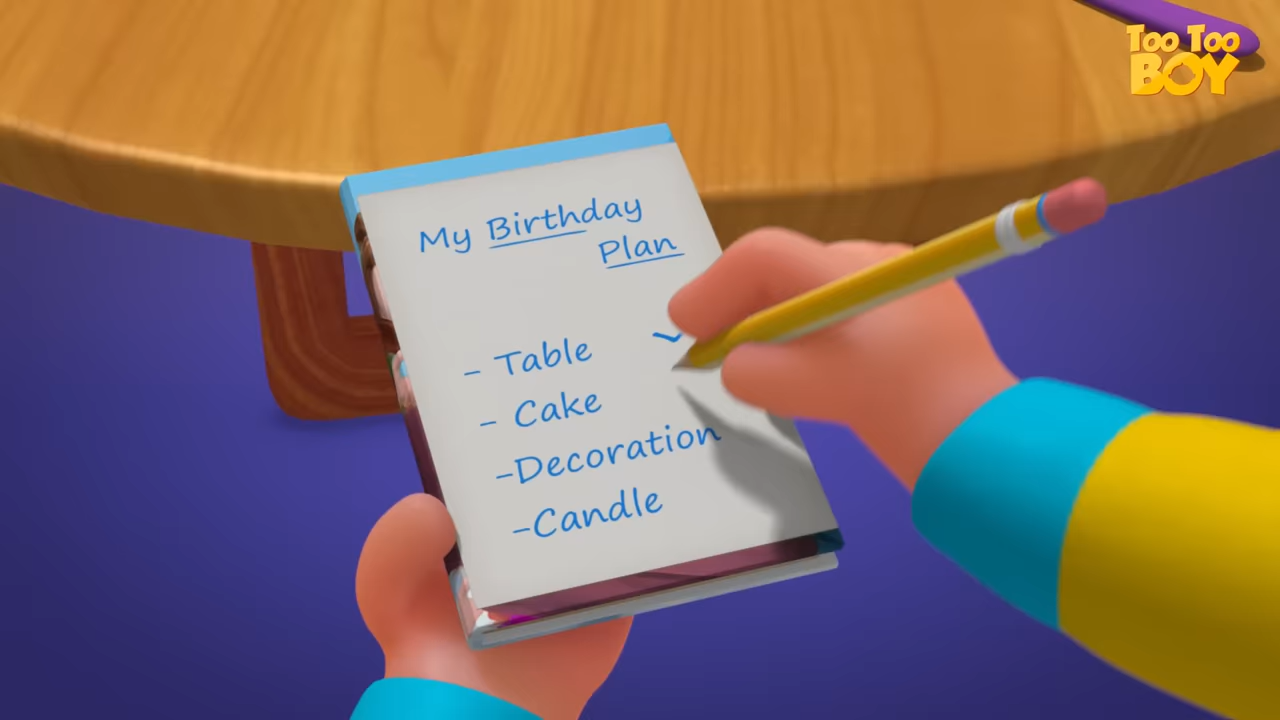 Too Too
BOY
My Birthday
Plan
- Table
- Cake
-Decoration
-Candle